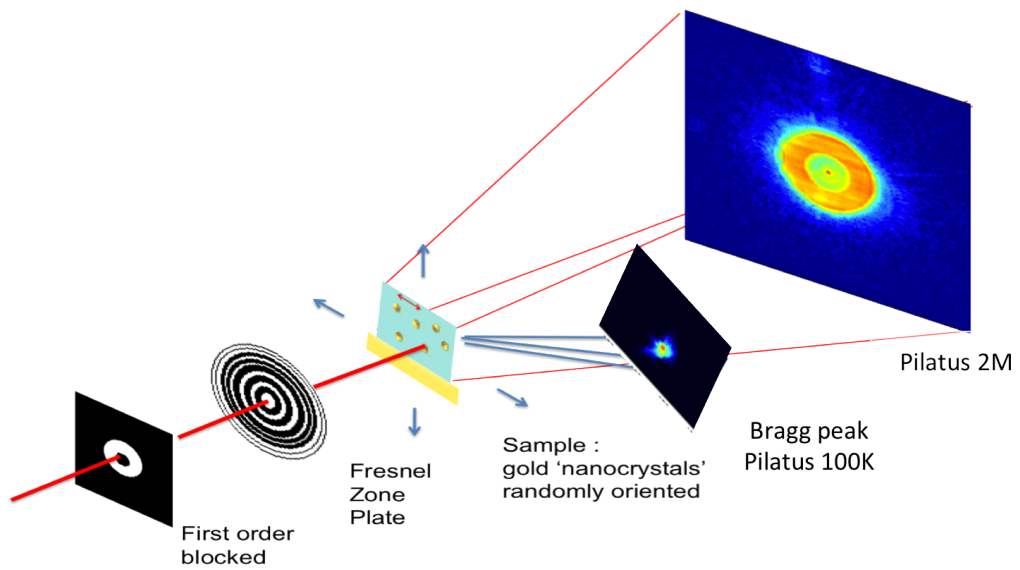 First order
blocked
Fresnel
Zone
Plate
Sample :
gold ‘nanocrystals’
randomly oriented
Bragg peak
Pilatus 100K
Pilatus 2M